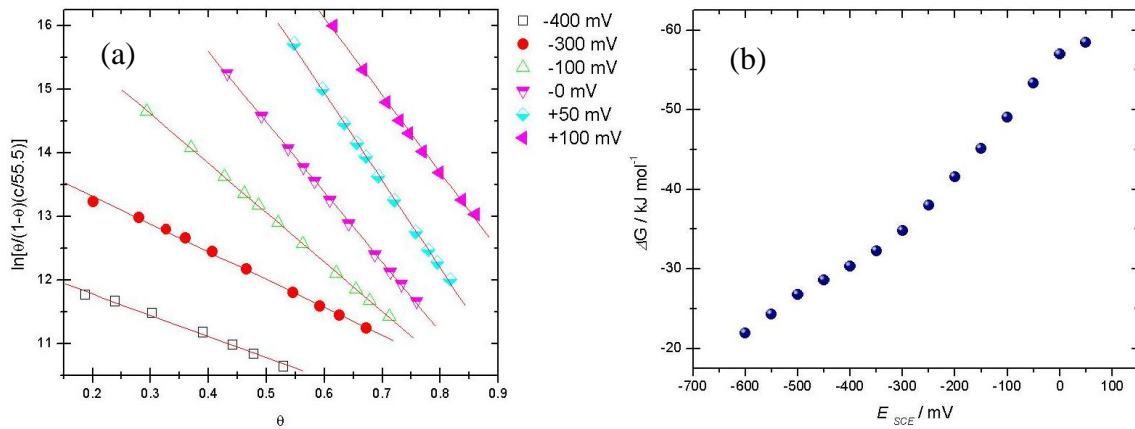 (a)
ln[θ/(1-θ)(c/55.5)]
16
15
14
13
12
11
0.2 0.3 0.4 0.5 0.6 0.7 0.8 0.9
θ
-400 mV
-300 mV
-100 mV
-0 mV
+50 mV
+100 mV
(b)
ΔG / kJ mol⁻¹
-60
-50
-40
-30
-20
-700 -600 -500 -400 -300 -200 -100 0 100
E SCE / mV